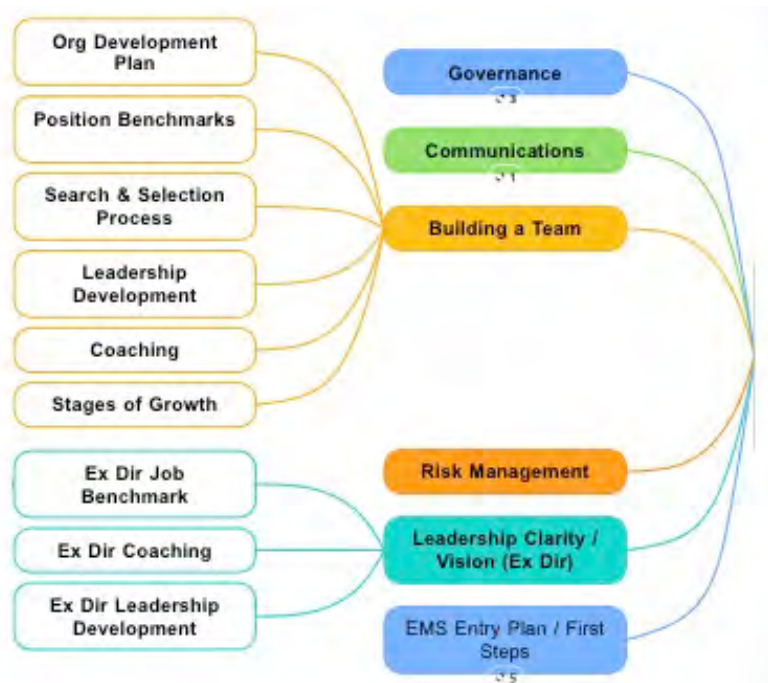 Org Development
Plan
Position Benchmarks
Search & Selection
Process
Leadership
Development
Coaching
Stages of Growth
Ex Dir Job
Benchmark
Ex Dir Coaching
Ex Dir Leadership
Development
Governance
Communications
Building a Team
Risk Management
Leadership Clarity /
Vision (Ex Dir)
EMS Entry Plan / First
Steps